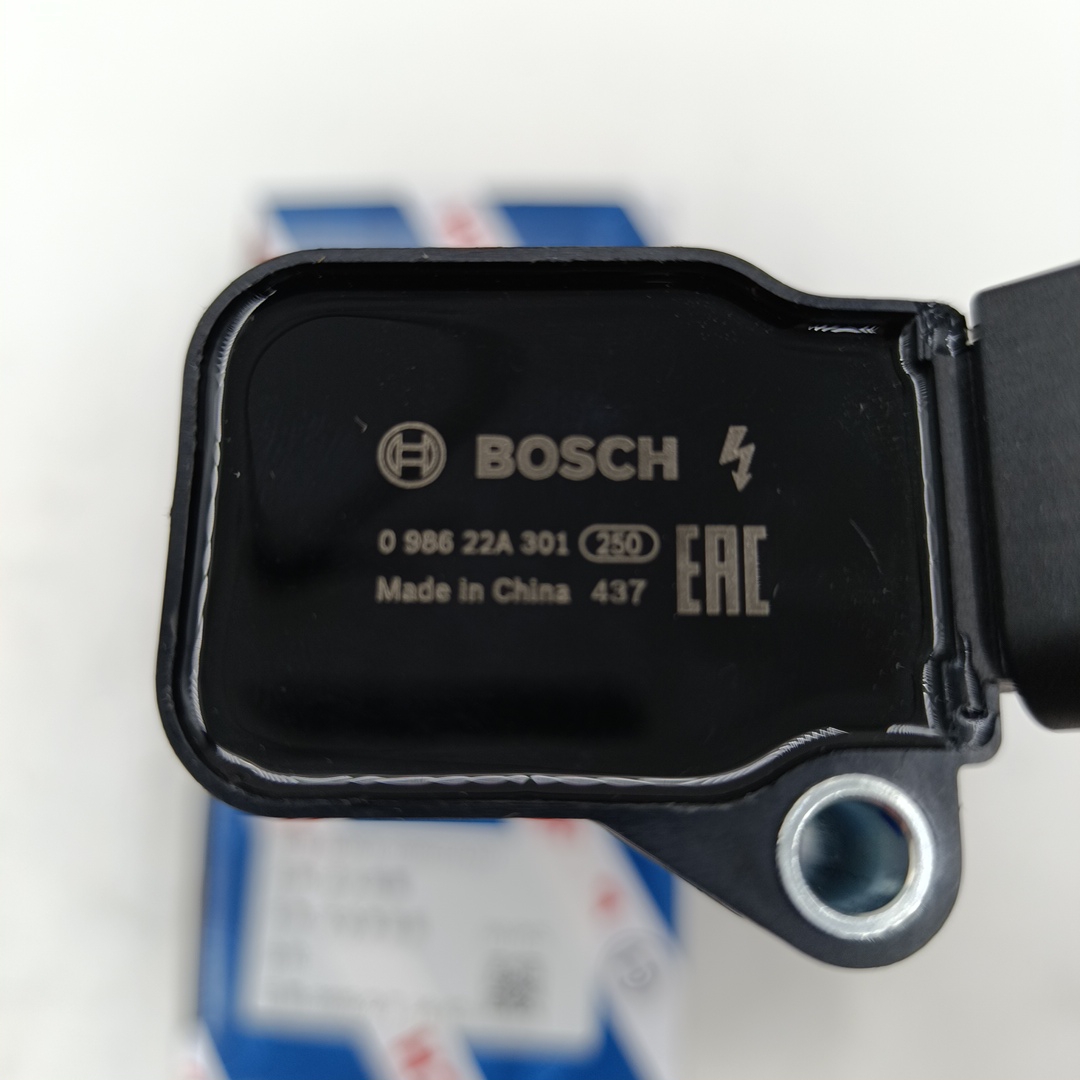 BOSCH
0 986 22A 301 250
Made in China 437
EAC